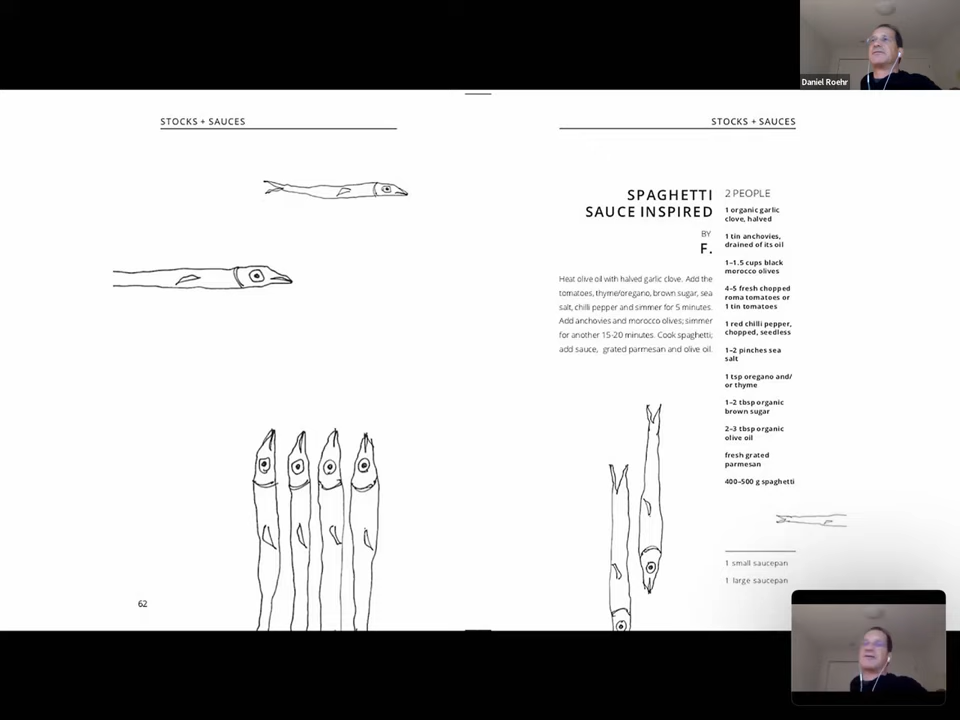 Daniel Roehr
STOCKS + SAUCES
STOCKS + SAUCES
SPAGHETTI
SAUCE INSPIRED
BY
F.
Heat olive oil with halved garlic clove. Add the
tomatoes, thyme/oregano, brown sugar, sea
salt, chilli pepper and simmer for 5 minutes.
Add anchovies and morocco olives; simmer
for another 15-20 minutes. Cook spaghetti;
add sauce, grated parmesan and olive oil.
2 PEOPLE
1 organic garlic
clove, halved
1 tin anchovies,
drained of its oil
1–1.5 cups black
morocco olives
4–5 fresh chopped
roma tomatoes or
1 tin tomatoes
1 red chilli pepper,
chopped, seedless
1–2 pinches sea
salt
1 tsp oregano and/
or thyme
1–2 tbsp organic
brown sugar
2–3 tbsp organic
olive oil
fresh grated
parmesan
400–500 g spaghetti
1 small saucepan
1 large saucepan
62